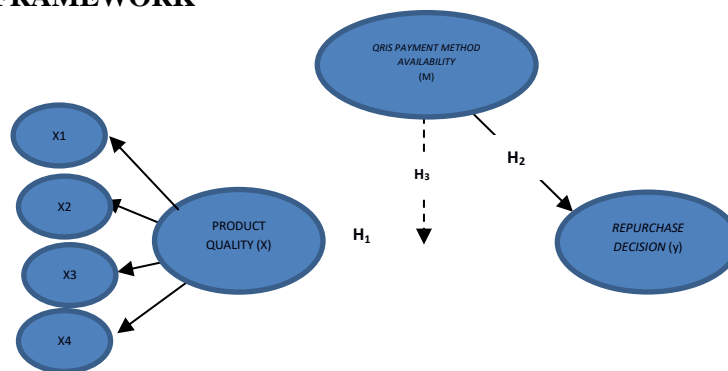 FRAMEWORK
QRIS PAYMENT METHOD
AVAILABILITY
(M)
X1
X2
X3
X4
PRODUCT
QUALITY (X)
H1
H3
H2
REPURCHASE
DECISION (y)